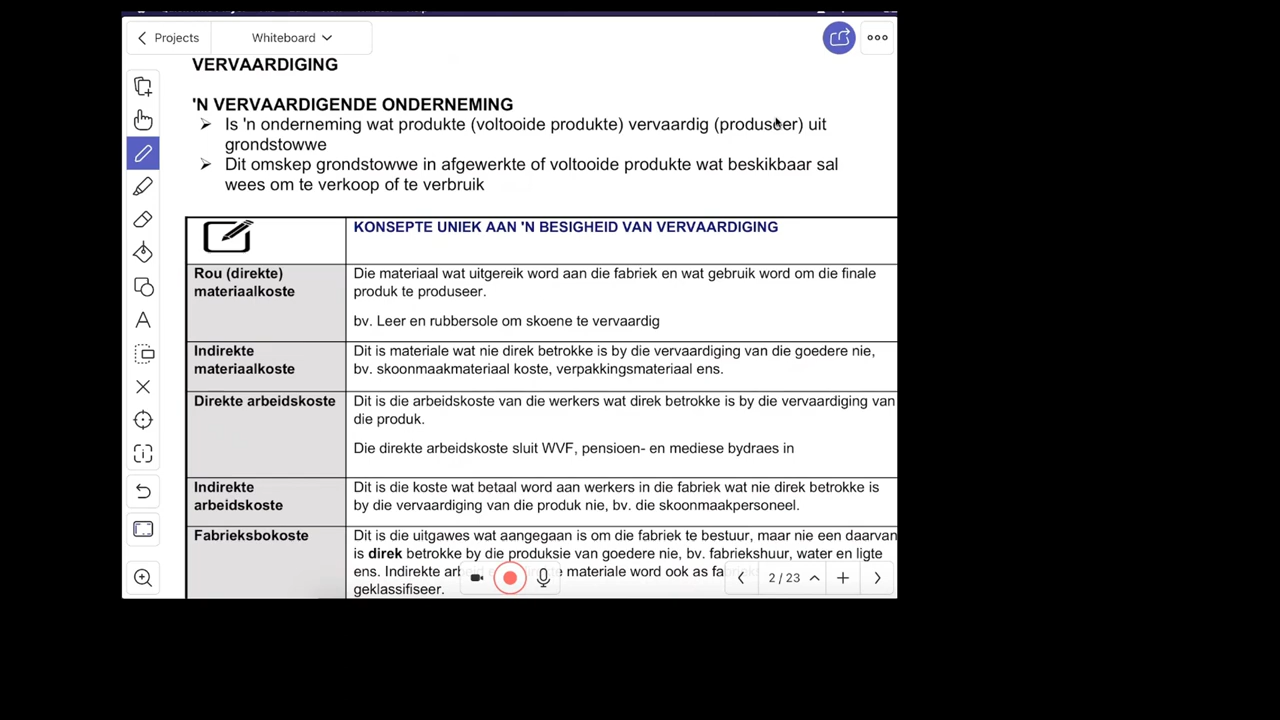 Projects
Whiteboard
VERVAARDIGING
'N VERVAARDIGENDE ONDERNEMING
Is 'n onderneming wat produkte (voltooide produkte) vervaardig (produseer) uit
grondstowwe
Dit omskep grondstowwe in afgewerkte of voltooide produkte wat beskikbaar sal
wees om te verkoop of te verbruik
KONSEPTE UNIEK AAN 'N BESIGHEID VAN VERVAARDIGING
Rou (direkte)
materiaalkoste
Die materiaal wat uitgereik word aan die fabriek en wat gebruik word om die finale
produk te produseer.
bv. Leer en rubbersole om skoene te vervaardig
Indirekte
materiaalkoste
Dit is materiale wat nie direk betrokke is by die vervaardiging van die goedere nie,
bv. skoonmaakmateriaal koste, verpakkingsmateriaal ens.
Direkte arbeidskoste
Dit is die arbeidskoste van die werkers wat direk betrokke is by die vervaardiging van
die produk.
Die direkte arbeidskoste sluit WVF, pensioen- en mediese bydraes in
Indirekte
arbeidskoste
Dit is die koste wat betaal word aan werkers in die fabriek wat nie direk betrokke is
by die vervaardiging van die produk nie, bv. die skoonmaakpersoneel.
Fabrieksbokoste
Dit is die uitgawes wat aangegaan is om die fabriek te bestuur, maar nie een daarvan
is direk betrokke by die produksie van goedere nie, bv. fabriekshuur, water en ligte
ens. Indirekte materiale word ook as
geklassifiseer.
2 / 23